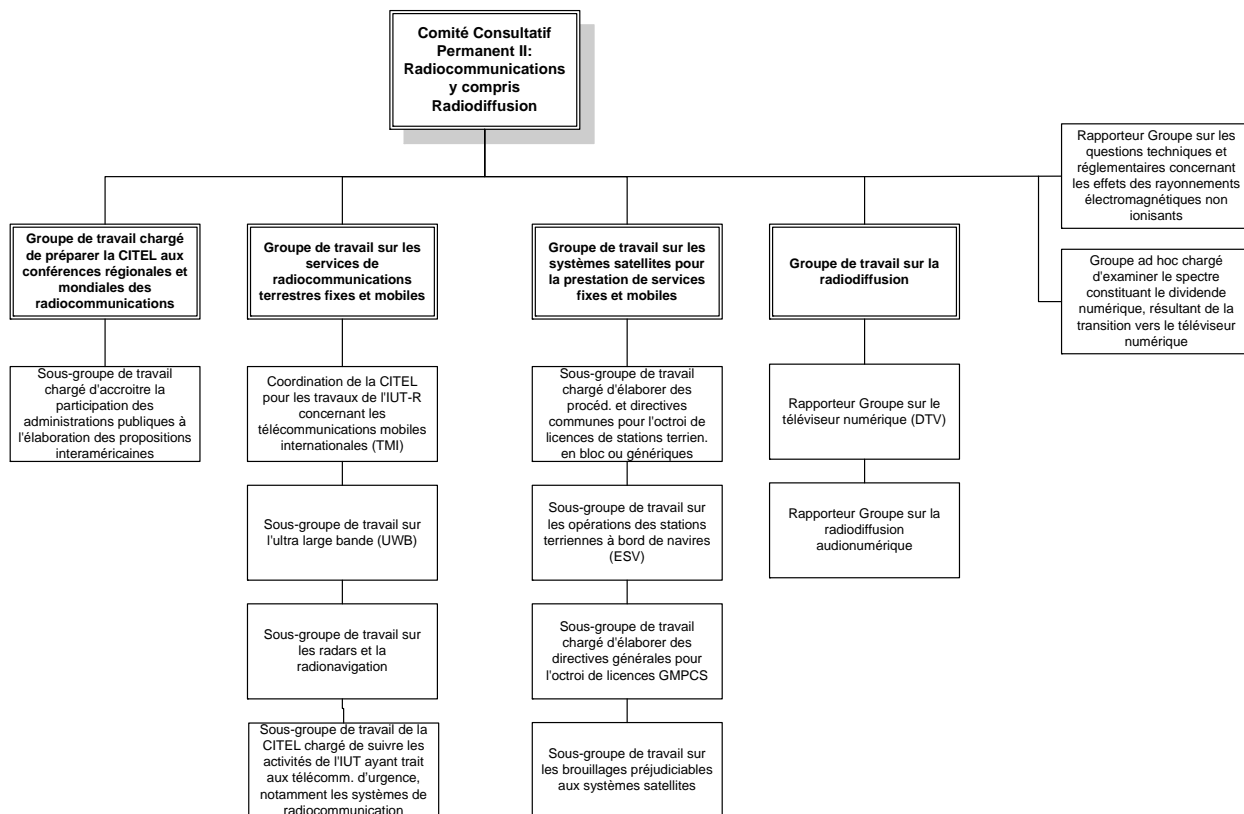 Comité Consultatif
Permanent II:
Radiocommunications
y compris
Radiodiffusion
Rapporteur Groupe sur les
questions techniques et
réglementaires concernant
les effets des rayonnements
électromagnétiques non
ionisants
Groupe ad hoc chargé
d'examiner le spectre
constituant le dividende
numérique, résultant de la
transition vers le téléviseur
numérique
Groupe de travail chargé
de préparer la CITEL aux
conférences régionales et
mondiales des
radiocommunications
Sous-groupe de travail
chargé d'accroitre la
participation des
administrations publiques à
l'élaboration des propositions
interaméricaines
Groupe de travail sur les
services de
radiocommunications
terrestres fixes et mobiles
Coordination de la CITEL
pour les travaux de l'IUT-R
concernant les
télécommunications mobiles
internationales (TMI)
Sous-groupe de travail sur
l'ultra large bande (UWB)
Sous-groupe de travail sur
les radars et la
radionavigation
Sous-groupe de travail de la
CITEL chargé de suivre les
activités de l'IUT ayant trait
aux télécomm. d'urgence,
notamment les systèmes de
radiocommunication
Groupe de travail sur les
systèmes satellites pour
la prestation de services
fixes et mobiles
Sous-groupe de travail
chargé d'élaborer des
procéd. et directives
communes pour l'octroi de
licences de stations terrien.
en bloc ou génériques
Sous-groupe de travail sur
les opérations des stations
terriennes à bord de navires
(ESV)
Sous-groupe de travail
chargé d'élaborer des
directives générales pour
l'octroi de licences GMPCS
Sous-groupe de travail sur
les brouillages préjudiciables
aux systèmes satellites
Groupe de travail sur la
radiodiffusion
Rapporteur Groupe sur le
téléviseur numérique (DTV)
Rapporteur Groupe sur la
radiodiffusion
audionumérique